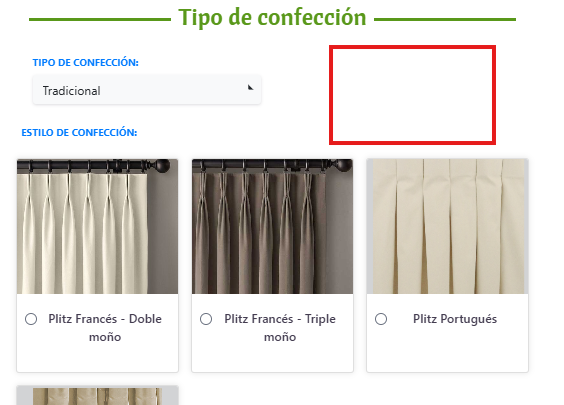 Tipo de confección
TIPO DE CONFECCIÓN:
Tradicional
ESTILO DE CONFECCIÓN:
Plitz Francés - Doble
moño
Plitz Francés - Triple
moño
Plitz Portugués